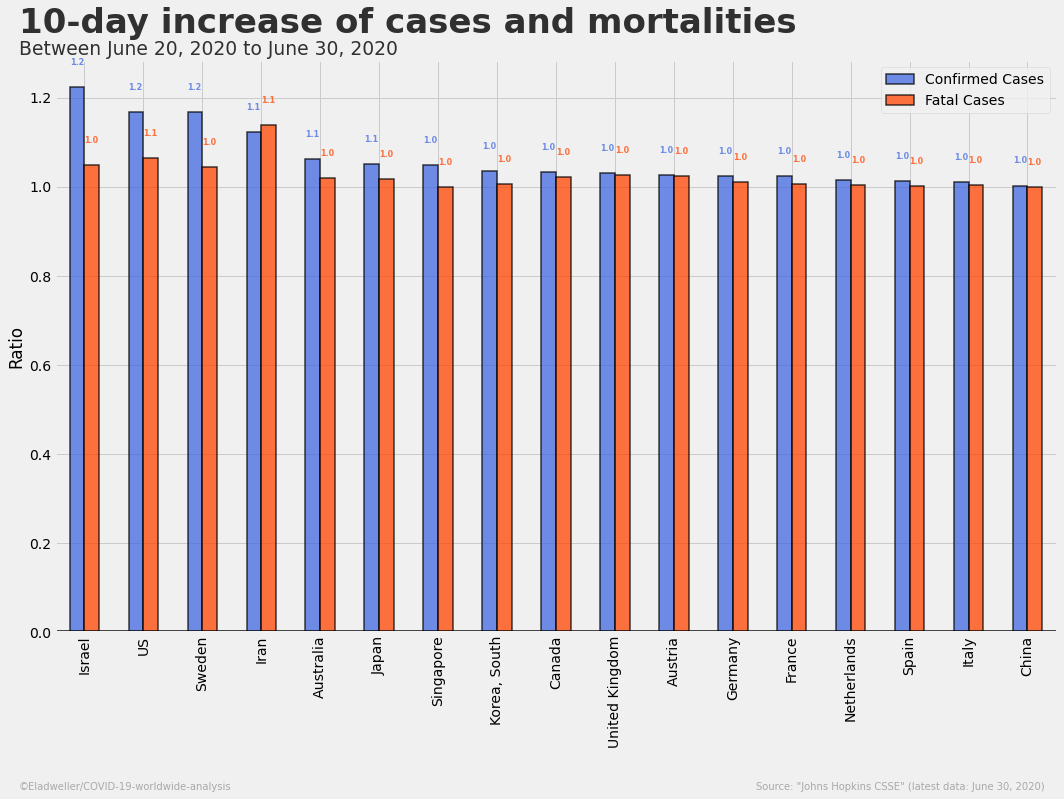 10-day increase of cases and mortalities
Between June 20, 2020 to June 30, 2020
Confirmed Cases
Fatal Cases
1.2 1.0 1.2 1.1 1.2 1.0 1.1 1.1 1.1 1.0 1.1 1.0 1.0 1.0 1.0 1.0 1.0 1.0 1.0 1.0 1.0 1.0 1.0 1.0 1.0 1.0 1.0 1.0 1.0 1.0 1.0 1.0 1.0 1.0
Ratio
1.2
1.0
0.8
0.6
0.4
0.2
0.0
Israel
US
Sweden
Iran
Australia
Japan
Singapore
Korea, South
Canada
United Kingdom
Austria
Germany
France
Netherlands
Spain
Italy
China
©Eladweller/COVID-19-worldwide-analysis
Source: "Johns Hopkins CSSE" (latest data: June 30, 2020)